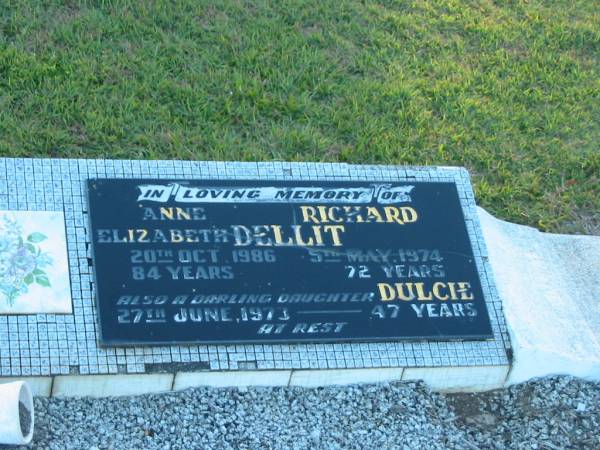 IN LOVING MEMORY OF
ANNE RICHARD
ELIZABETH DELLIT
20TH OCT. 1986 5TH MAY. 1974
84 YEARS 72 YEARS
ALSO A DARLING DAUGHTER DULCIE
27TH JUNE, 1973 47 YEARS
AT REST